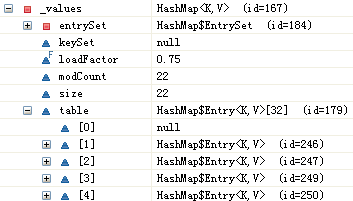 _values HashMap<K,V> (id=167)
entrySet HashMap$EntrySet (id=184)
keySet null
F loadFactor 0.75
modCount 22
size 22
table HashMap$Entry<K,V>[32] (id=179)
[0] null
[1] HashMap$Entry<K,V> (id=246)
[2] HashMap$Entry<K,V> (id=247)
[3] HashMap$Entry<K,V> (id=249)
[4] HashMap$Entry<K,V> (id=250)